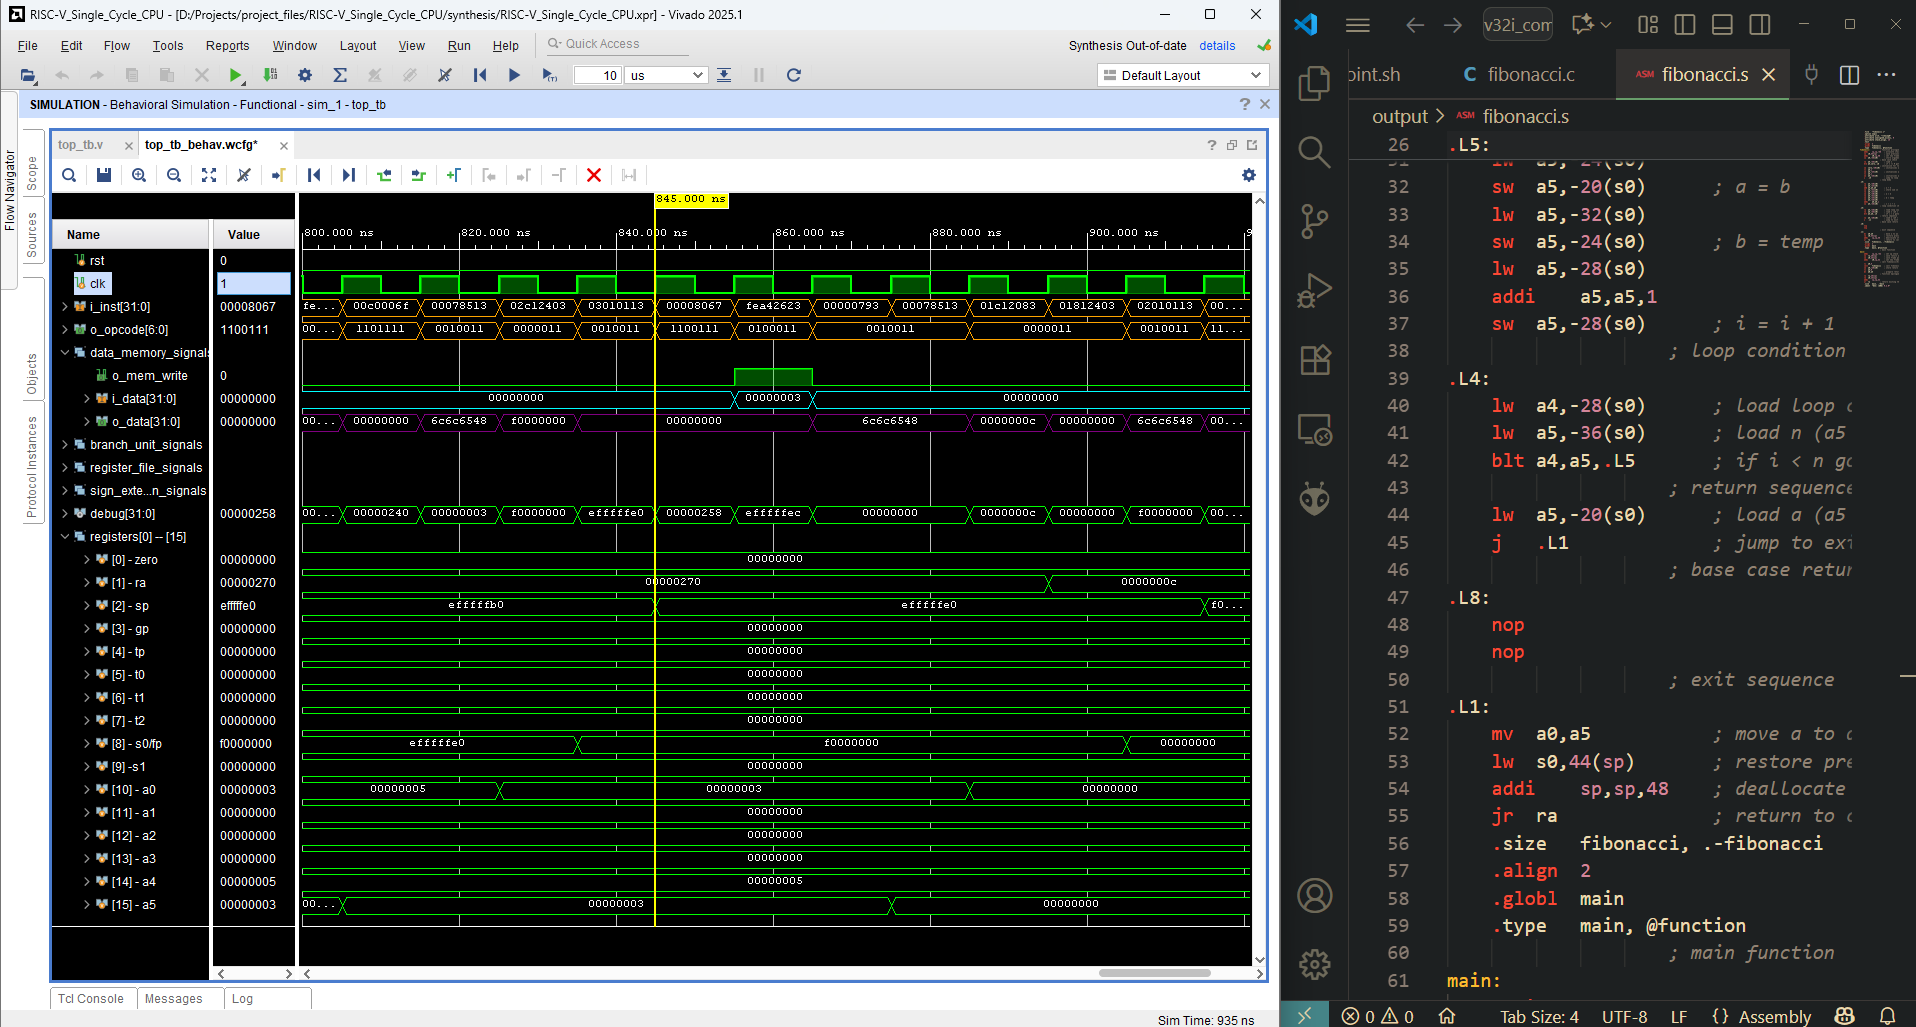 RISC-V_Single_Cycle_CPU - [D:/Projects/project_files/RISC-V_Single_Cycle_CPU/synthesis/RISC-V_Single_Cycle_CPU.xpr] - Vivado 2025.1
File Edit Flow Tools Reports Window Layout View Run Help Quick Access
Synthesis Out-of-date details
10 us Default Layout
SIMULATION - Behavioral Simulation - Functional - sim_1 - top_tb
Flow Navigator
Scope
Sources
Objects
Protocol Instances
top_tb.v top_tb_behav.wcfg*
845.000 ns
Name Value
800.000 ns 820.000 ns 840.000 ns 860.000 ns 880.000 ns 900.000 ns 9
rst 0
clk 1
i_inst[31:0] 00008067 fe... 00c0006f 00078513 02c12403 03010113 00008067 fea42623 00000793 00078513 01c12083 01812403 02010113 00...
o_opcode[6:0] 1100111 00... 1101111 0010011 0000011 0010011 1100111 0100011 0010011 0000011 0010011 11...
data_memory_signals
o_mem_write 0
i_data[31:0] 00000000 00000000 00000003 00000000
o_data[31:0] 00000000 00... 00000000 6c6c6548 f0000000 00000000 6c6c6548 0000000c 00000000 6c6c6548 00...
branch_unit_signals
register_file_signals
sign_exte...n_signals
debug[31:0] 00000258 00... 00000240 00000003 f0000000 efffffe0 00000258 efffffec 00000000 0000000c 00000000 f0000000 00...
registers[0] -- [15]
[0] - zero 00000000 00000000
[1] - ra 00000270 00000270 0000000c
[2] - sp efffffe0 efffffb0 efffffe0 f0...
[3] - gp 00000000 00000000
[4] - tp 00000000 00000000
[5] - t0 00000000 00000000
[6] - t1 00000000 00000000
[7] - t2 00000000 00000000
[8] - s0/fp f0000000 efffffe0 f0000000 00000000
[9] -s1 00000000 00000000
[10] - a0 00000003 00000005 00000003 00000000
[11] - a1 00000000 00000000
[12] - a2 00000000 00000000
[13] - a3 00000000 00000000
[14] - a4 00000005 00000005
[15] - a5 00000003 00... 00000003 00000000
Tcl Console Messages Log
Sim Time: 935 ns
v32i_com
oint.sh C fibonacci.c ASM fibonacci.s
output > ASM fibonacci.s
26 .L5:
31 lw a5,-24(s0)
32 sw a5,-20(s0) ; a = b
33 lw a5,-32(s0)
34 sw a5,-24(s0) ; b = temp
35 lw a5,-28(s0)
36 addi a5,a5,1
37 sw a5,-28(s0) ; i = i + 1
38 ; loop condition
39 .L4:
40 lw a4,-28(s0) ; load loop c
41 lw a5,-36(s0) ; load n (a5
42 blt a4,a5,.L5 ; if i < n go
43 ; return sequence
44 lw a5,-20(s0) ; load a (a5
45 j .L1 ; jump to exi
46 ; base case retur
47 .L8:
48 nop
49 nop
50 ; exit sequence
51 .L1:
52 mv a0,a5 ; move a to a
53 lw s0,44(sp) ; restore pre
54 addi sp,sp,48 ; deallocate
55 jr ra ; return to c
56 .size fibonacci, .-fibonacci
57 .align 2
58 .globl main
59 .type main, @function
60 ; main function
61 main:
0 0 Tab Size: 4 UTF-8 LF {} Assembly